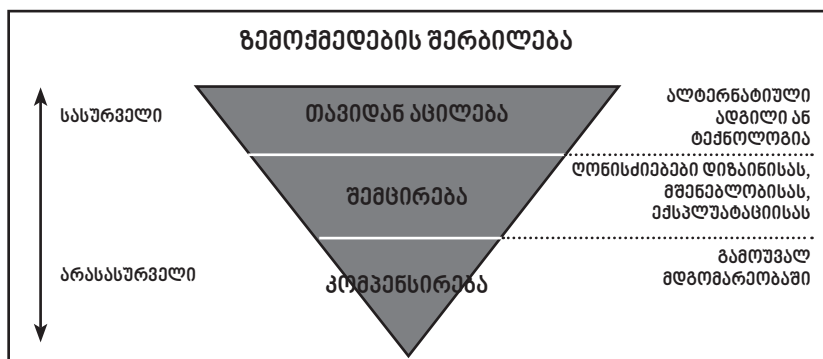 ზემოქმედების შერბილება
სასურველი
თავიდან აცილება
ალტერნატიული
ადგილი ან
ტექნოლოგია
შემცირება
ღონისძიებები დიზაინისას,
მშენებლობისას,
ექსპლუატაციისას
არასასურველი
კომპენსირება
გამოუვალ
მდგომარეობაში